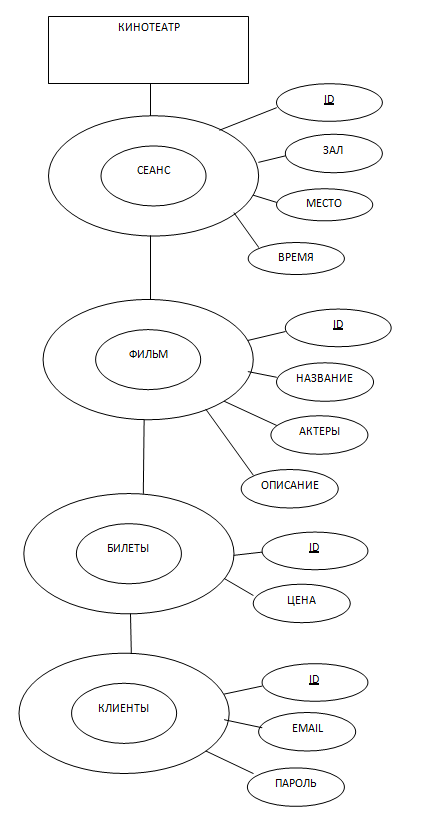 КИНОТЕАТР
ID
ЗАЛ
СЕАНС
МЕСТО
ВРЕМЯ
ID
ФИЛЬМ
НАЗВАНИЕ
АКТЕРЫ
ОПИСАНИЕ
БИЛЕТЫ
ID
ЦЕНА
ID
КЛИЕНТЫ
EMAIL
ПАРОЛЬ